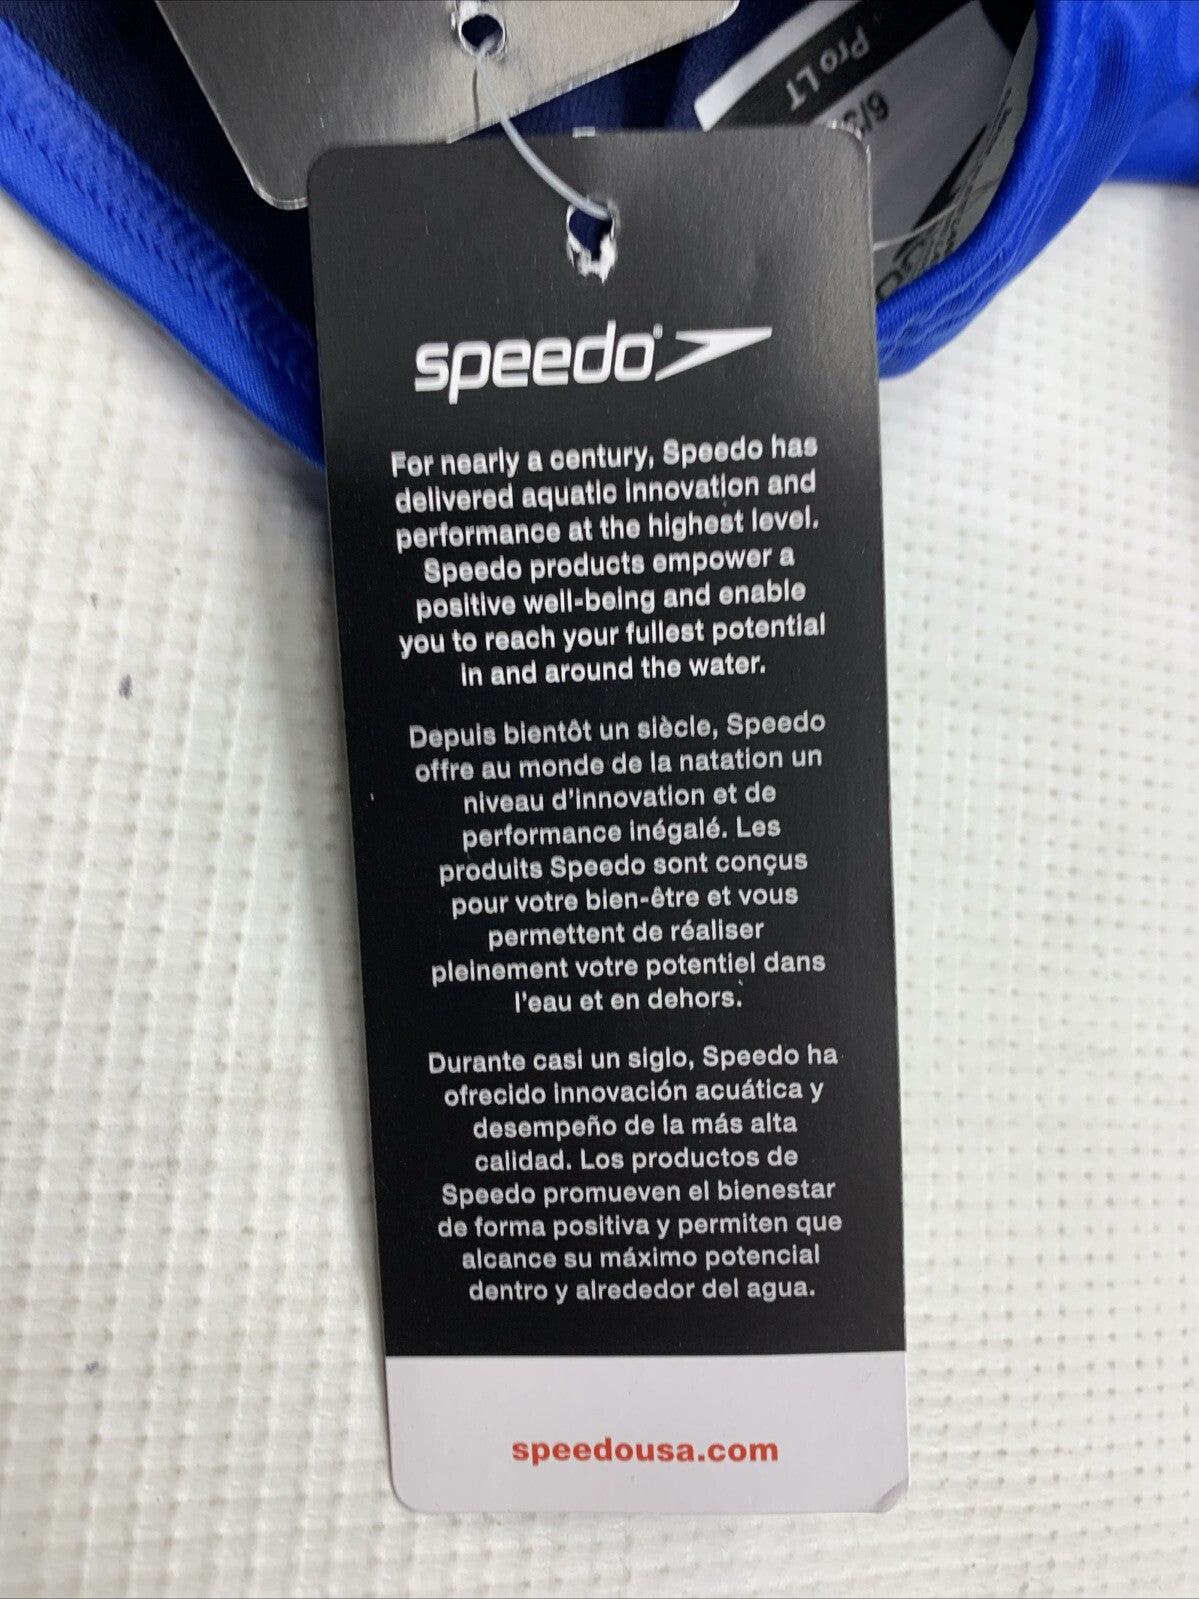 Pro LT
speedo
For nearly a century, Speedo has
delivered aquatic innovation and
performance at the highest level.
Speedo products empower a
positive well-being and enable
you to reach your fullest potential
in and around the water.
Depuis bientôt un siècle, Speedo
offre au monde de la natation un
niveau d'innovation et de
performance inégalé. Les
produits Speedo sont conçus
pour votre bien-être et vous
permettent de réaliser
pleinement votre potentiel dans
l'eau et en dehors.
Durante casi un siglo, Speedo ha
ofrecido innovación acuática y
desempeño de la más alta
calidad. Los productos de
Speedo promueven el bienestar
de forma positiva y permiten que
alcance su máximo potencial
dentro y alrededor del agua.
speedousa.com